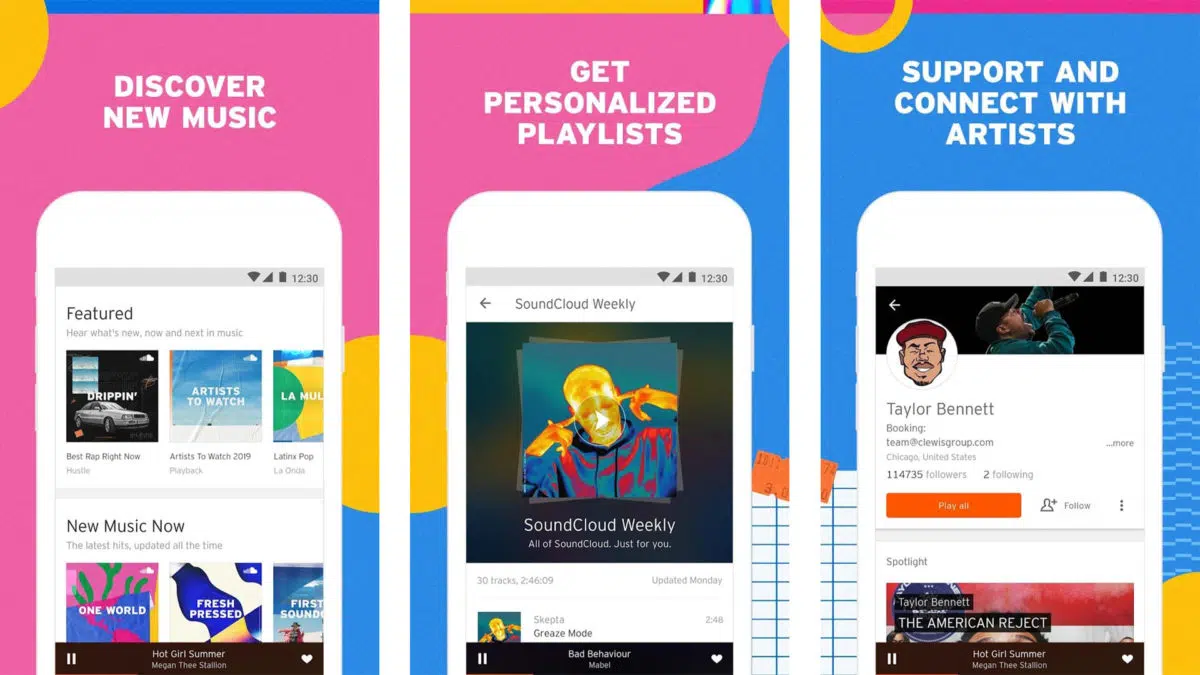 DISCOVER
NEW MUSIC
12:30
Featured
Hear what's new, now and next in music
DRIPPIN'
ARTISTS
TO WATCH
LA MUL
Best Rap Right Now
Artists To Watch 2019
Latinx Pop
Hustle
Playback
La Onda
New Music Now
The latest hits, updated all the time
ONE WORLD
FRESH
PRESSED
FIRST
SOUND
Hot Girl Summer
Megan Thee Stallion
GET
PERSONALIZED
PLAYLISTS
12:30
SoundCloud Weekly
SoundCloud Weekly
All of SoundCloud. Just for you.
30 tracks, 2:46:09
Updated Monday
Skepta
2:48
Greaze Mode
Bad Behaviour
Mabel
SUPPORT AND
CONNECT WITH
ARTISTS
12:30
Taylor Bennett
Booking:
team@clewisgroup.com
...more
Chicago, United States
114735 followers
2 following
Play all
Follow
Spotlight
Taylor Bennett
THE AMERICAN REJECT
Hot Girl Summer
Megan Thee Stallion